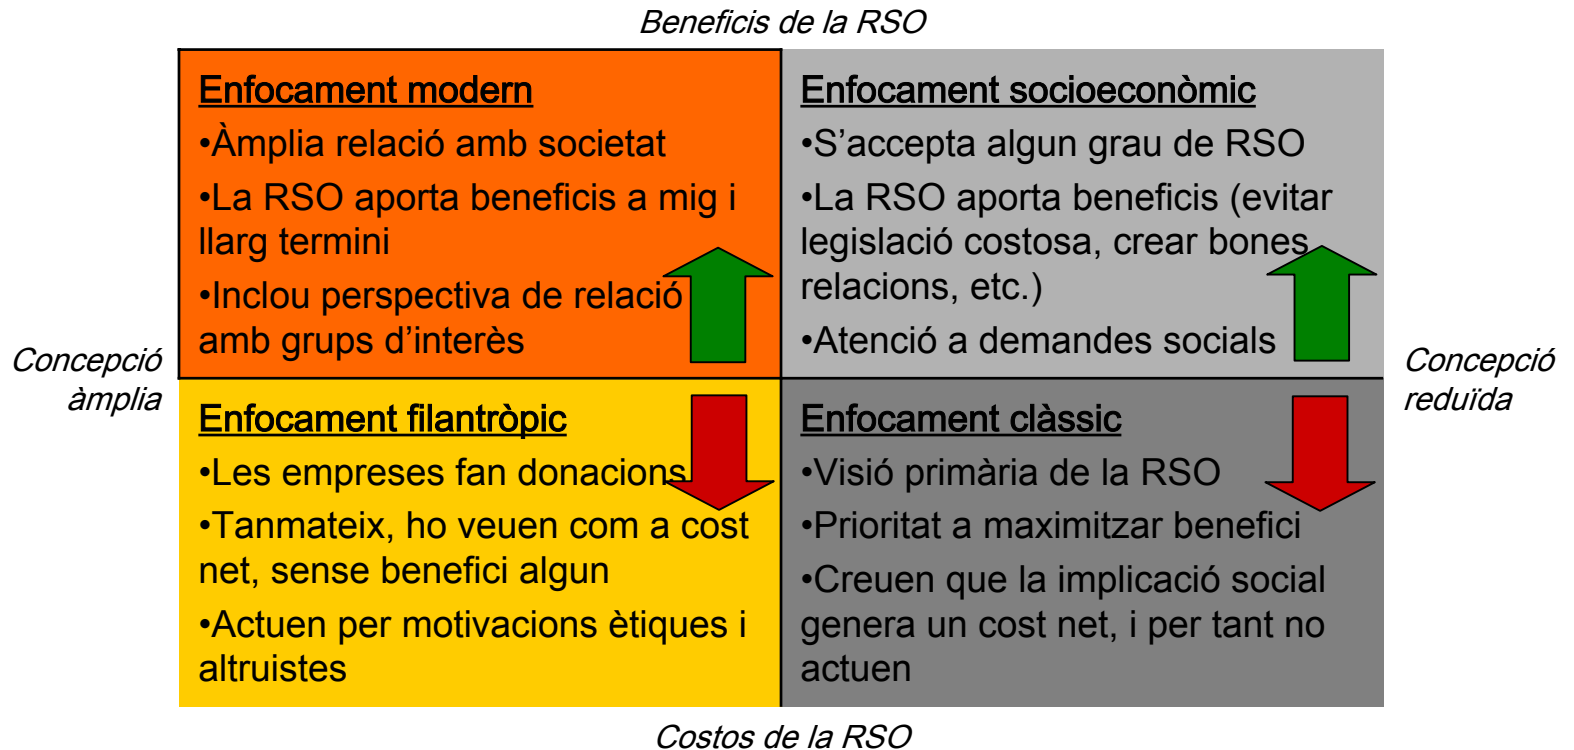 Beneficis de la RSO
Enfocament modern
•Àmplia relació amb societat
•La RSO aporta beneficis a mig i
llarg termini
•Inclou perspectiva de relació
amb grups d’interès
Enfocament socioeconòmic
•S’accepta algun grau de RSO
•La RSO aporta beneficis (evitar
legislació costosa, crear bones
relacions, etc.)
•Atenció a demandes socials
Concepció
àmplia
Concepció
reduïda
Enfocament filantròpic
•Les empreses fan donacions
•Tanmateix, ho veuen com a cost
net, sense benefici algun
•Actuen per motivacions ètiques i
altruistes
Enfocament clàssic
•Visió primària de la RSO
•Prioritat a maximitzar benefici
•Creuen que la implicació social
genera un cost net, i per tant no
actuen
Costos de la RSO